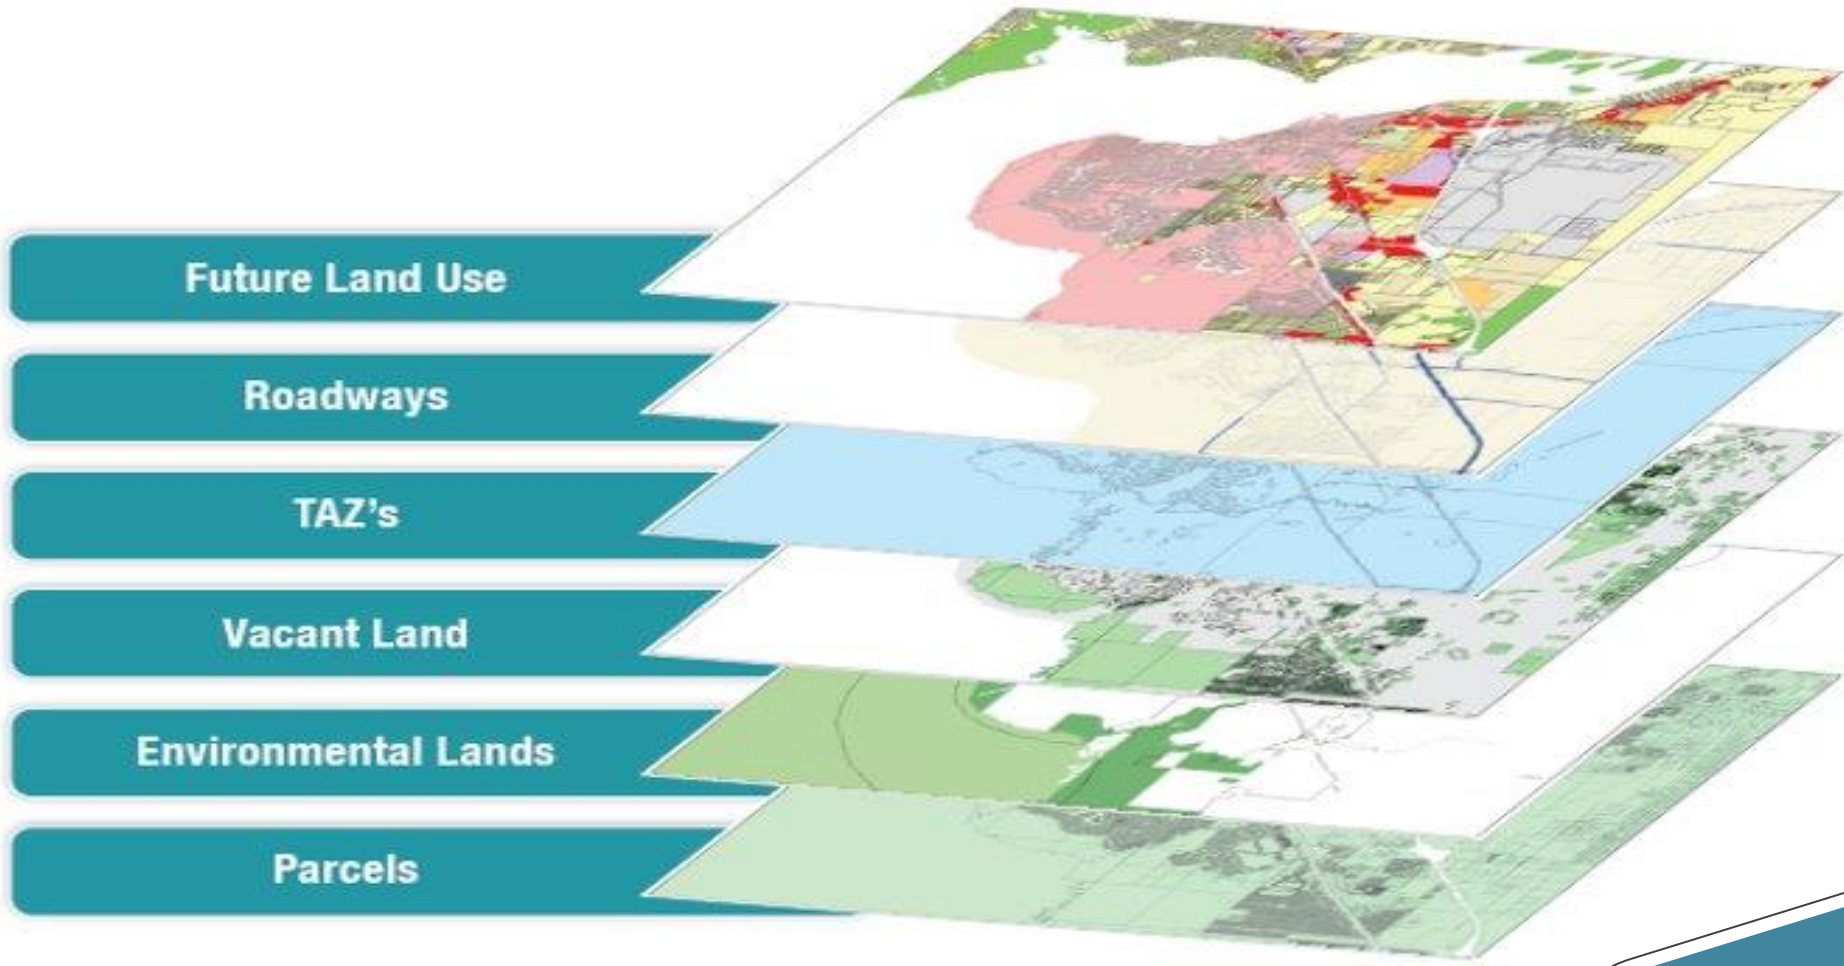 Future Land Use
Roadways
TAZ’s
Vacant Land
Environmental Lands
Parcels